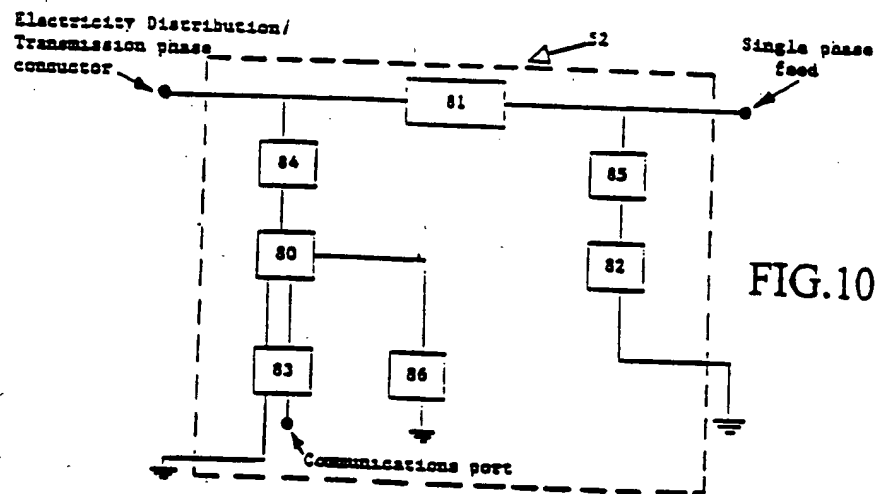 Electricity Distribution/
Transmission phase
conductor
52
Single phase
feed
81
84
85
80
82
FIG.10
83
86
Communications port